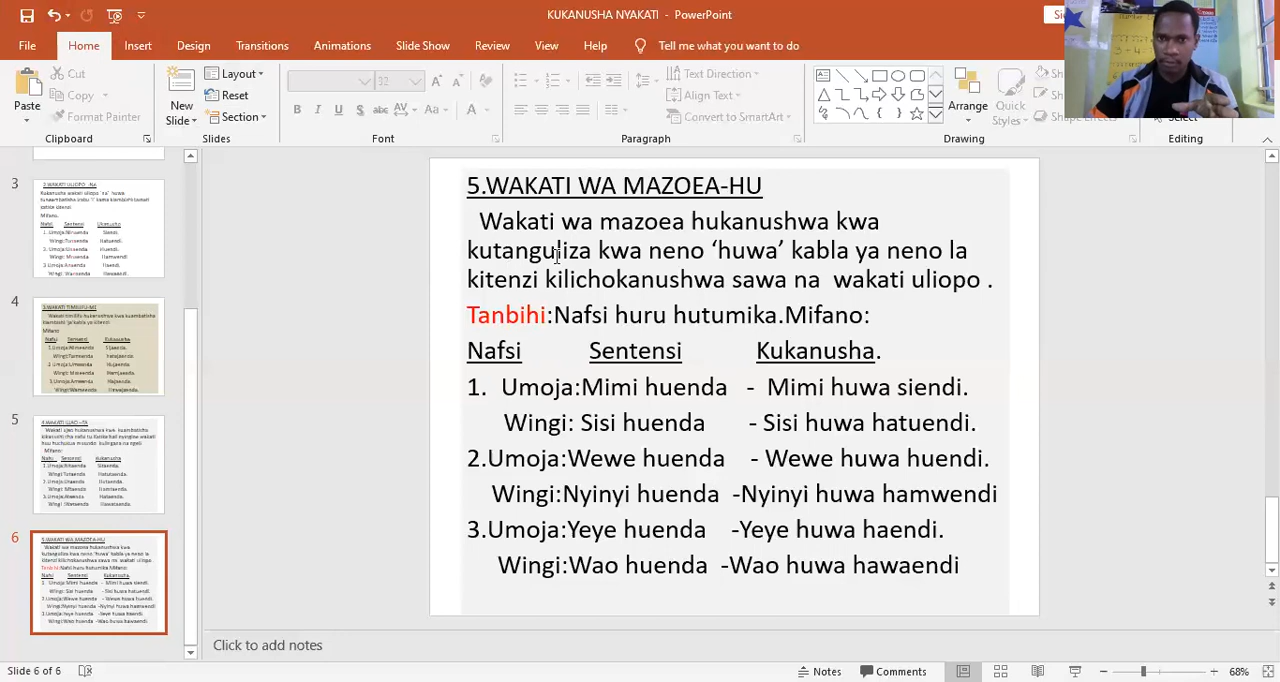 KUKANUSHA NYAKATI - PowerPoint
File Home Insert Design Transitions Animations Slide Show Review View Help Tell me what you want to do
Cut
Copy
Format Painter
Paste
Clipboard
New Slide
Layout
Reset
Section
Slides
32
Font
Text Direction
Align Text
Convert to SmartArt
Paragraph
Arrange
Quick Styles
Drawing
Editing
3
4
5
6
5.WAKATI WA MAZOEA-HU
Wakati wa mazoea hukanushwa kwa
kutanguliza kwa neno ‘huwa’ kabla ya neno la
kitenzi kilichokanushwa sawa na wakati uliopo .
Tanbihi:Nafsi huru hutumika.Mifano:
Nafsi Sentensi Kukanusha.
1. Umoja:Mimi huenda - Mimi huwa siendi.
Wingi: Sisi huenda - Sisi huwa hatuendi.
2.Umoja:Wewe huenda - Wewe huwa huendi.
Wingi:Nyinyi huenda -Nyinyi huwa hamwendi
3.Umoja:Yeye huenda -Yeye huwa haendi.
Wingi:Wao huenda -Wao huwa hawaendi
Click to add notes
Slide 6 of 6
Notes Comments 68%